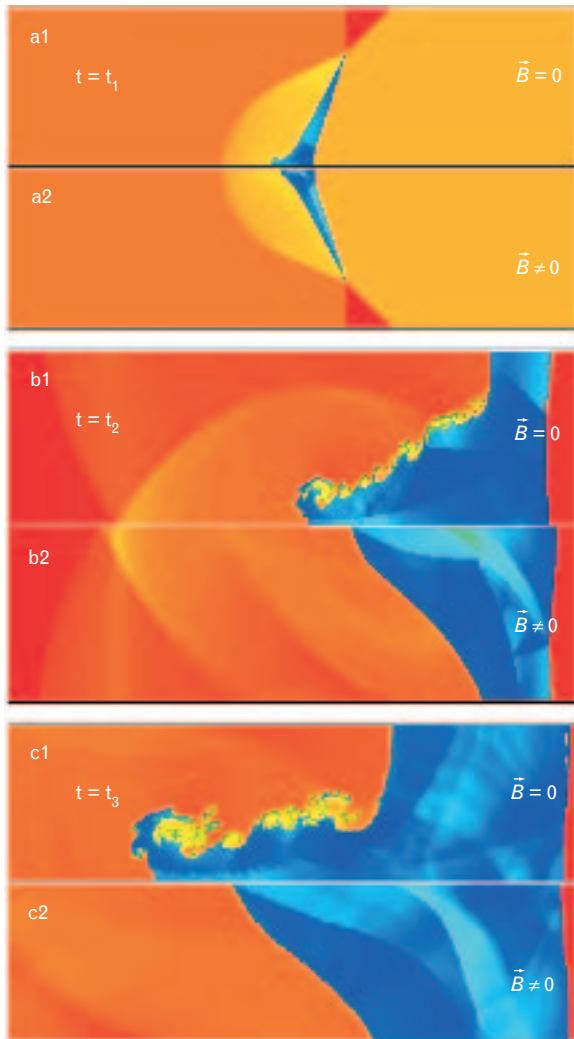 a1
t = t₁
B⃗ = 0
a2
B⃗ ≠ 0
b1
t = t₂
B⃗ = 0
b2
B⃗ ≠ 0
c1
t = t₃
B⃗ = 0
c2
B⃗ ≠ 0